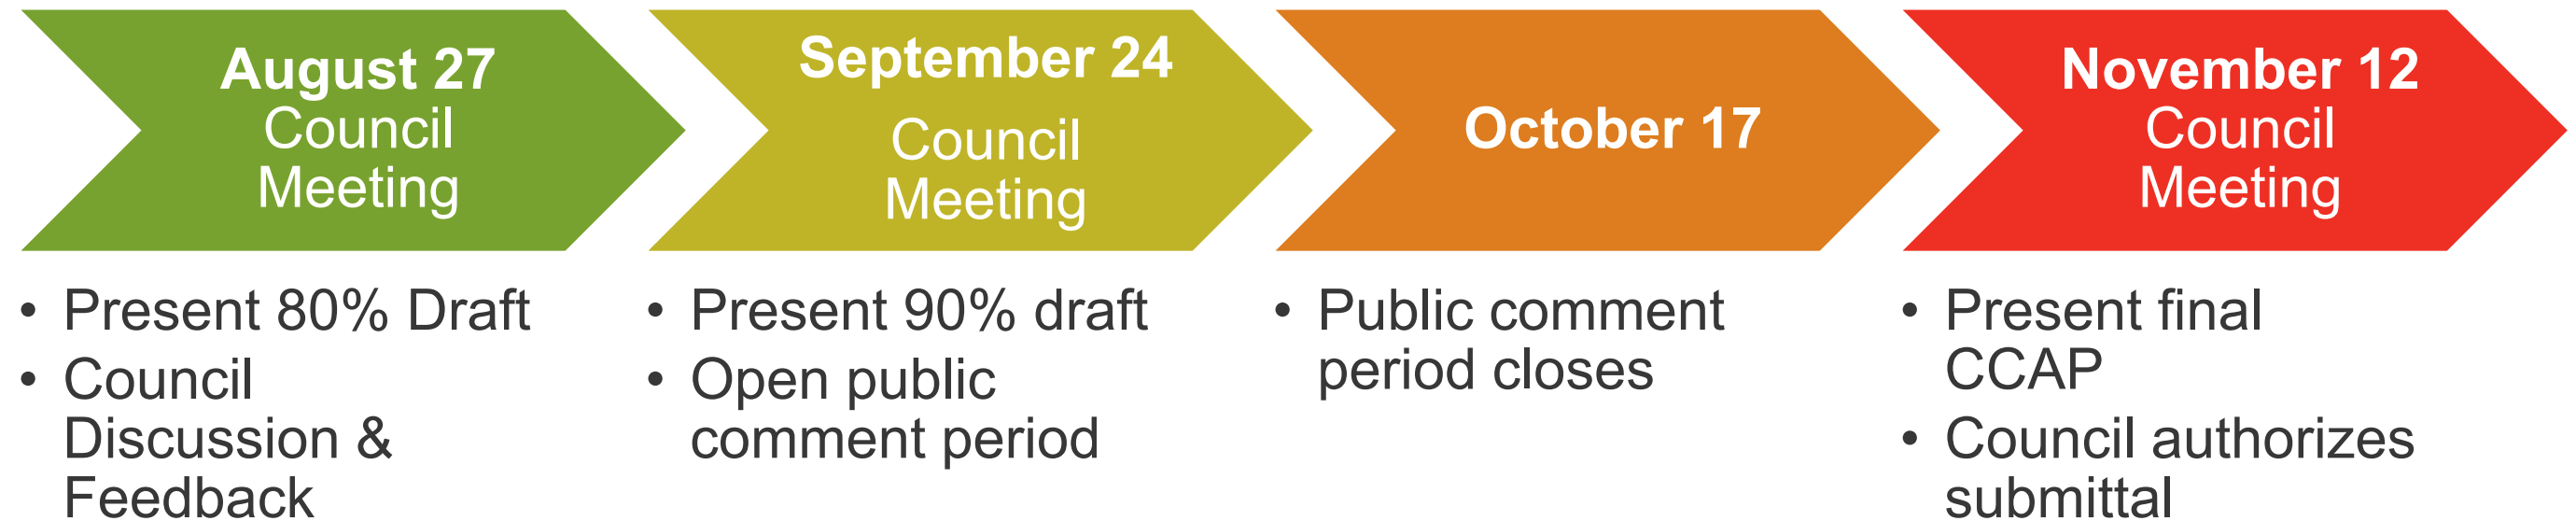 August 27
Council
Meeting
• Present 80% Draft
• Council
Discussion &
Feedback
September 24
Council
Meeting
• Present 90% draft
• Open public
comment period
October 17
• Public comment
period closes
November 12
Council
Meeting
• Present final
CCAP
• Council authorizes
submittal